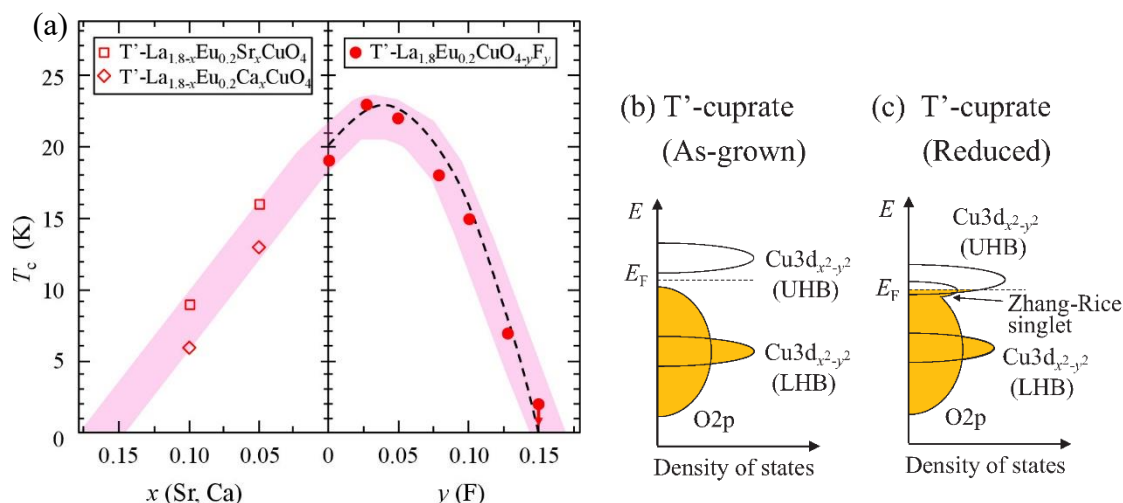 (a)
T'-La1.8-xEu0.2SrxCuO4
T'-La1.8-xEu0.2CaxCuO4
T'-La1.8Eu0.2CuO4-yFy
25
20
15
10
5
0
Tc (K)
0.15 0.10 0.05 0 0.05 0.10 0.15
x (Sr, Ca)
y (F)
(b) T'-cuprate
(As-grown)
E
EF
Cu3dx2-y2
(UHB)
Cu3dx2-y2
(LHB)
O2p
Density of states
(c) T'-cuprate
(Reduced)
E
Cu3dx2-y2
(UHB)
EF
Zhang-Rice
singlet
Cu3dx2-y2
(LHB)
O2p
Density of states